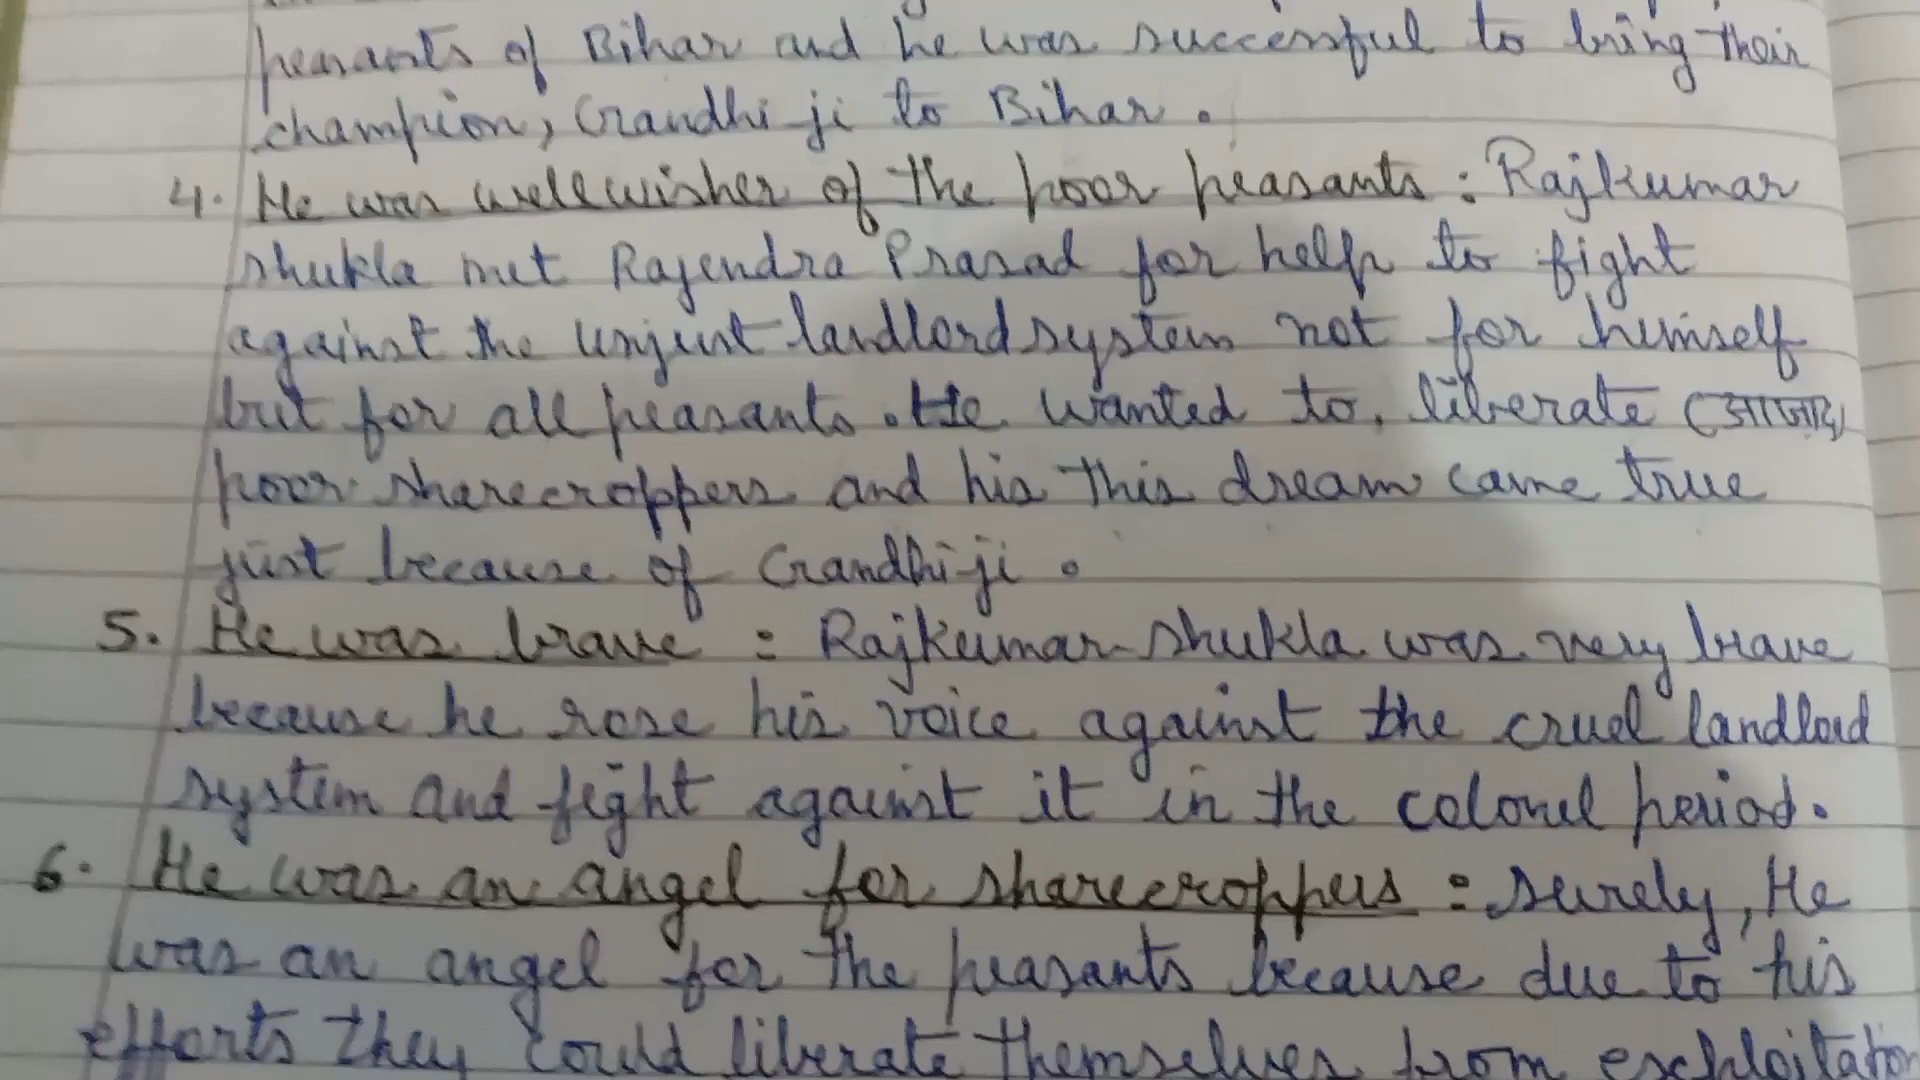 peasants of Bihar and he was successful to bring their
champion, Gandhi ji to Bihar.
4. He was wellwisher of the poor peasants : Rajkumar
shukla met Rajendra Prasad for help to fight
against the unjust landlord system not for himself
but for all peasants. He wanted to, liberate (आजाद)
poor sharecroppers and his this dream came true
just because of Gandhi-ji.
5. He was brave : Rajkumar shukla was very brave
because he rose his voice against the cruel landlord
system and fight against it in the colonel period.
6. He was an angel for sharecroppers : surely, He
was an angel for the peasants because due to his
efforts they could liberate themselves from exploitation